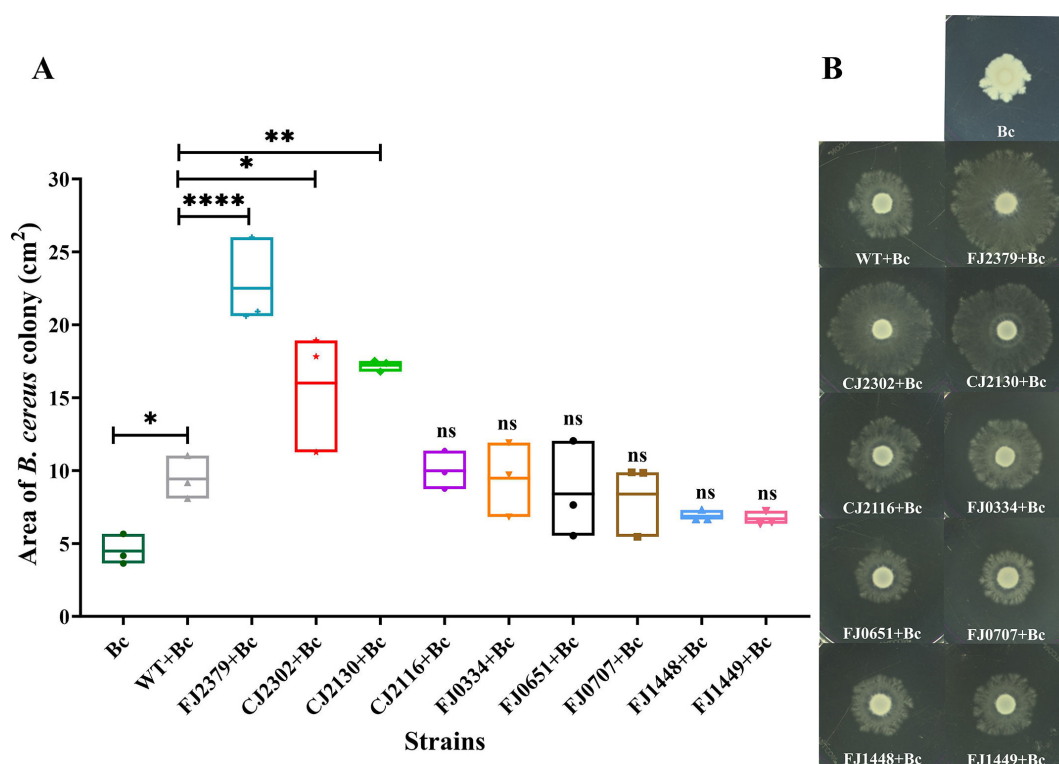 A
B
**
*
****
*
ns
ns
ns
ns
ns
ns
30
25
20
15
10
5
0
Area of B. cereus colony (cm²)
Bc
WT+Bc
FJ2379+Bc
CJ2302+Bc
CJ2130+Bc
CJ2116+Bc
FJ0334+Bc
FJ0651+Bc
FJ0707+Bc
FJ1448+Bc
FJ1449+Bc
Strains
Bc
WT+Bc
FJ2379+Bc
CJ2302+Bc
CJ2130+Bc
CJ2116+Bc
FJ0334+Bc
FJ0651+Bc
FJ0707+Bc
FJ1448+Bc
FJ1449+Bc